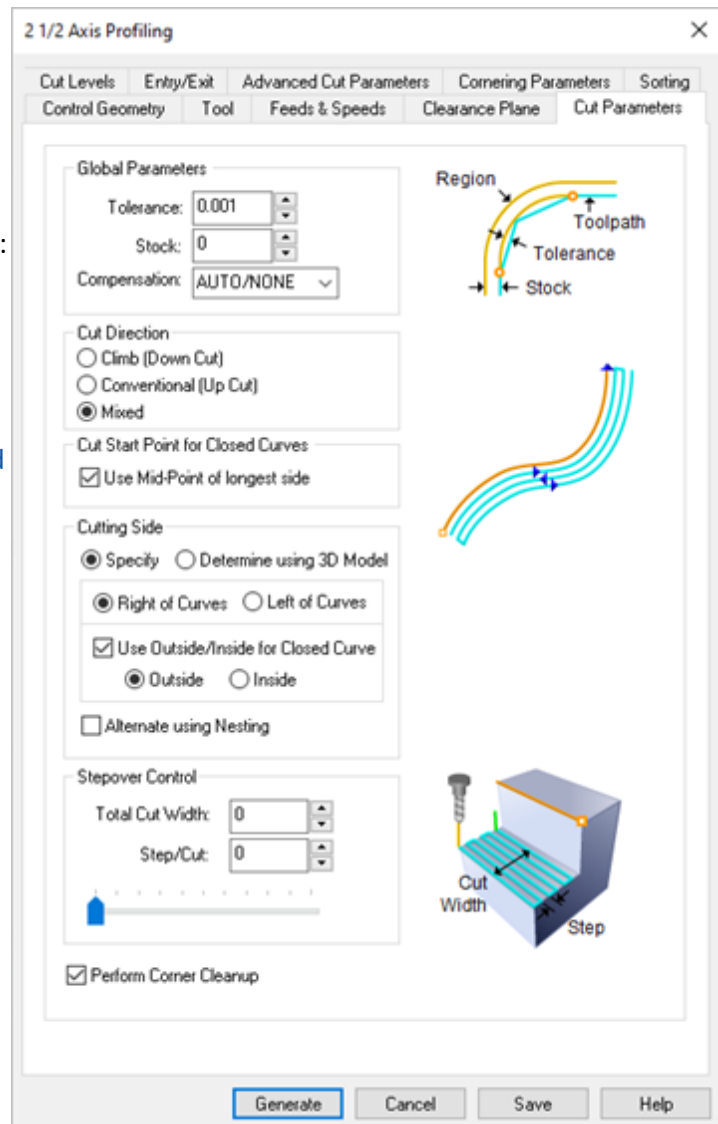 2 1/2 Axis Profiling
Cut Levels Entry/Exit Advanced Cut Parameters Cornering Parameters Sorting
Control Geometry Tool Feeds & Speeds Clearance Plane Cut Parameters
Global Parameters
Tolerance: 0.001
:
Stock: 0
Compensation: AUTO/NONE
Region
Toolpath
Tolerance
Stock
Cut Direction
Climb (Down Cut)
Conventional (Up Cut)
Mixed
Cut Start Point for Closed Curves
Use Mid-Point of longest side
Cutting Side
Specify Determine using 3D Model
Right of Curves Left of Curves
Use Outside/Inside for Closed Curve
Outside Inside
Alternate using Nesting
Stepover Control
Total Cut Width: 0
Step/Cut: 0
Cut
Width
Step
Perform Corner Cleanup
Generate Cancel Save Help